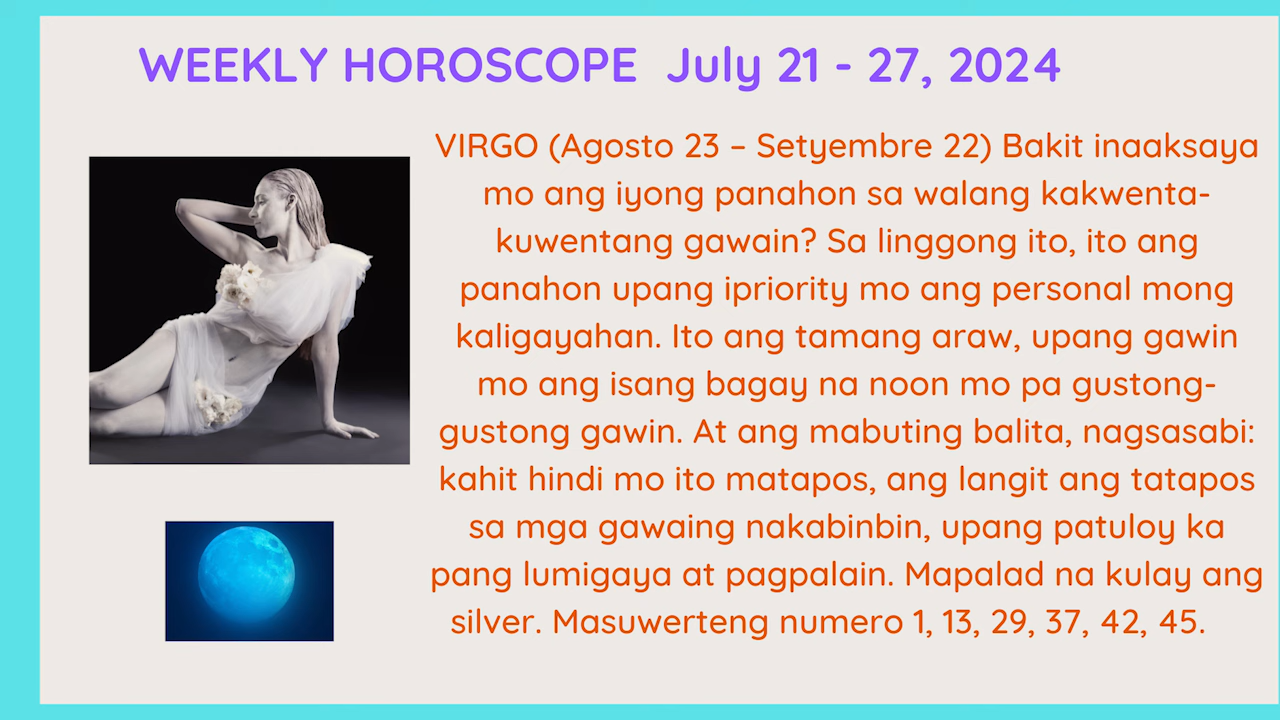 WEEKLY HOROSCOPE July 21 - 27, 2024
VIRGO (Agosto 23 – Setyembre 22) Bakit inaaksaya
mo ang iyong panahon sa walang kakwenta-
kuwentang gawain? Sa linggong ito, ito ang
panahon upang ipriority mo ang personal mong
kaligayahan. Ito ang tamang araw, upang gawin
mo ang isang bagay na noon mo pa gustong-
gustong gawin. At ang mabuting balita, nagsasabi:
kahit hindi mo ito matapos, ang langit ang tatapos
sa mga gawaing nakabinbin, upang patuloy ka
pang lumigaya at pagpalain. Mapalad na kulay ang
silver. Masuwerteng numero 1, 13, 29, 37, 42, 45.